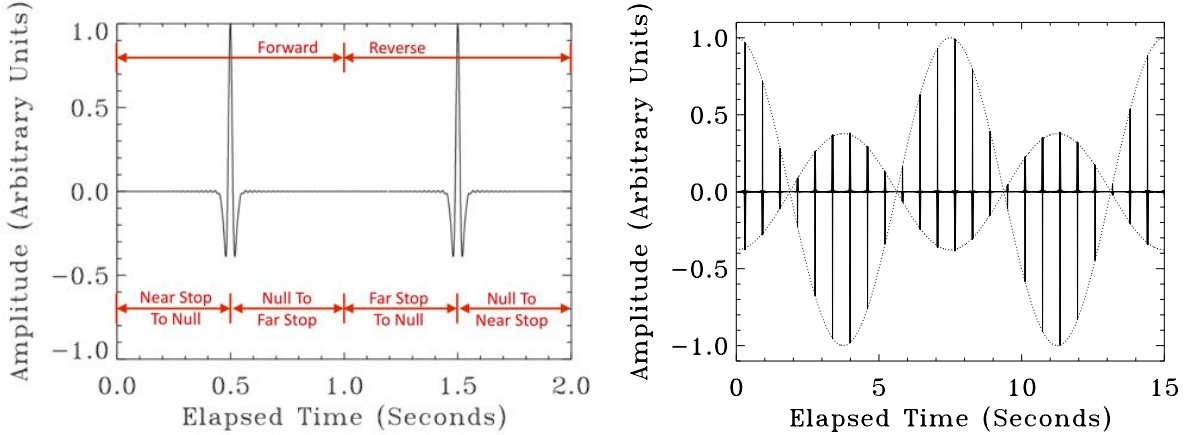 Amplitude (Arbitrary Units)
1.0
0.5
0.0
−0.5
−1.0
Forward
Reverse
Near Stop
To Null
Null To
Far Stop
Far Stop
To Null
Null To
Near Stop
0.0
0.5
1.0
1.5
2.0
Elapsed Time (Seconds)
Amplitude (Arbitrary Units)
1.0
0.5
0.0
−0.5
−1.0
0
5
10
15
Elapsed Time (Seconds)